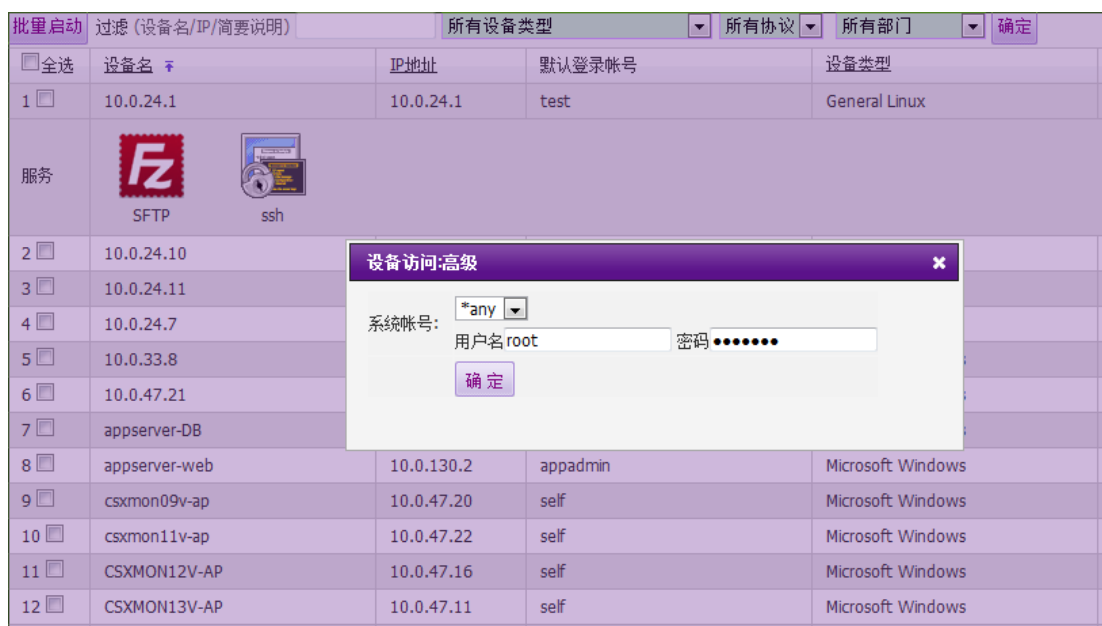 批量启动 过滤 (设备名/IP/简要说明) 所有设备类型 所有协议 所有部门 确定
全选 设备名 IP地址 默认登录帐号 设备类型
1 10.0.24.1 10.0.24.1 test General Linux
服务
SFTP ssh
2 10.0.24.10
设备访问:高级
3 10.0.24.11
*any
4 10.0.24.7
系统帐号:
用户名 root 密码 •••••••
5 10.0.33.8
确 定
6 10.0.47.21
7 appserver-DB
8 appserver-web 10.0.130.2 appadmin Microsoft Windows
9 csxmon09v-ap 10.0.47.20 self Microsoft Windows
10 csxmon11v-ap 10.0.47.22 self Microsoft Windows
11 CSXMON12V-AP 10.0.47.16 self Microsoft Windows
12 CSXMON13V-AP 10.0.47.11 self Microsoft Windows